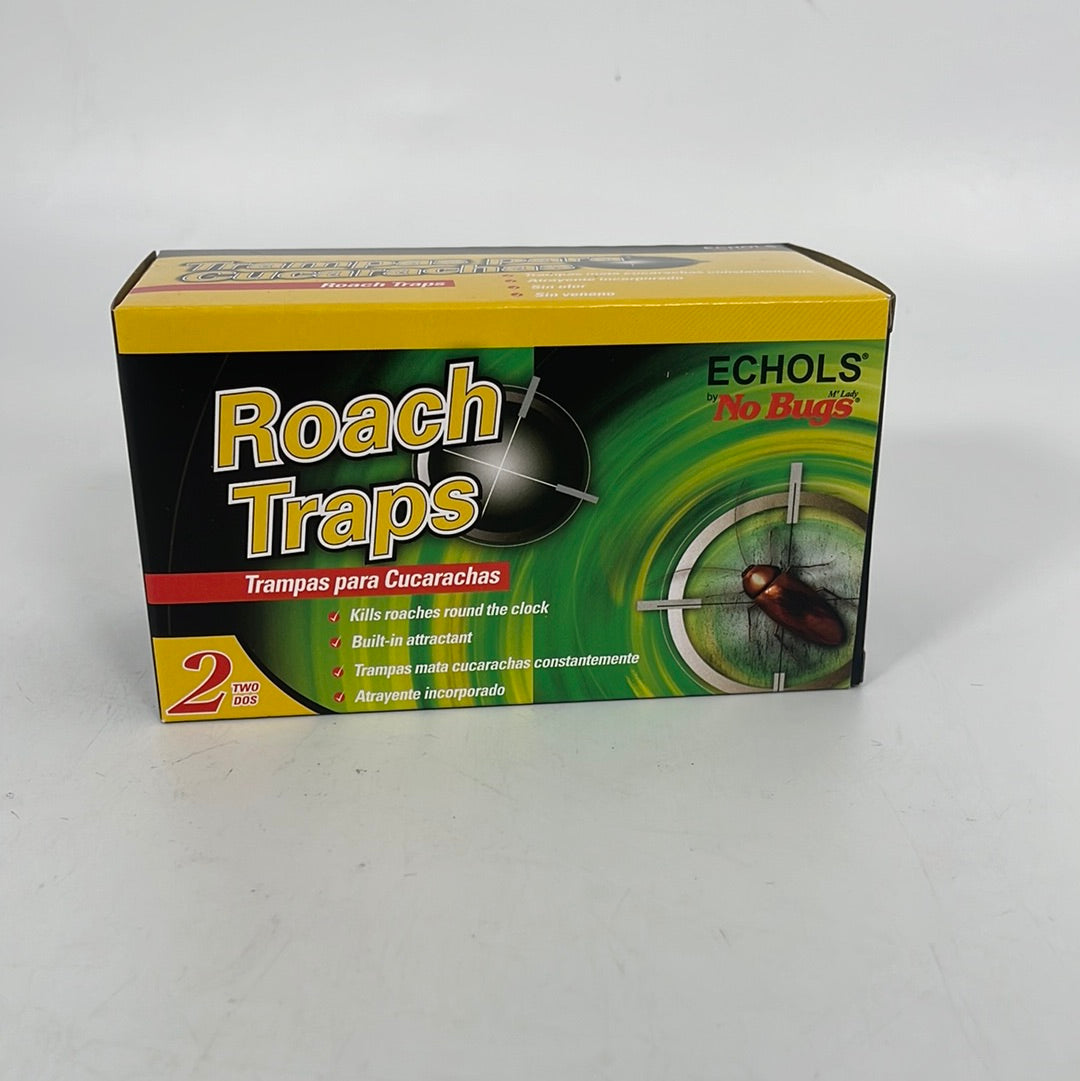 ECHOLS
Trampas para
Cucarachas
Roach Traps
cucarachas constantemente
Atrayente incorporado
Sin olor
Sin veneno
Roach
Traps
Trampas para Cucarachas
Kills roaches round the clock
Built-in attractant
Trampas mata cucarachas constantemente
Atrayente incorporado
2 TWO
DOS
ECHOLS®
by No Bugs M'Lady®